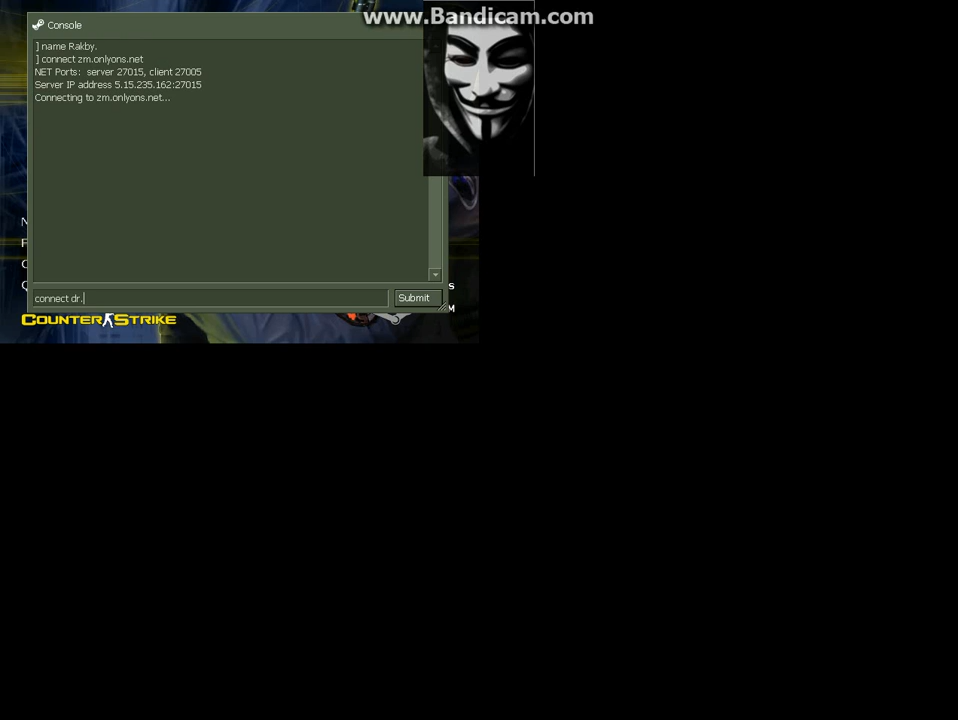 www.Bandicam.com
Console
] name Rakby.
] connect zm.onlyons.net
NET Ports: server 27015, client 27005
Server IP address 5.15.235.162:27015
Connecting to zm.onlyons.net...
connect dr.
Submit
COUNTER STRIKE